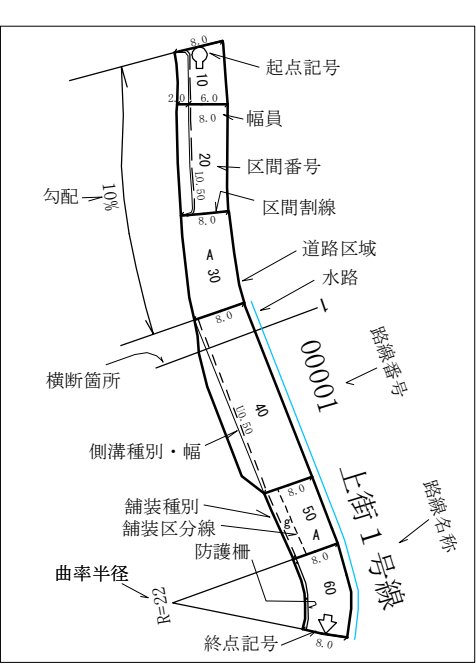 8.0
起点記号
10
2.0
6.0
8.0
幅員
20
区間番号
L0.50
勾配
10%
8.0
区間割線
道路区域
A
30
水路
8.0
1
横断箇所
00001
路線番号
40
U0.50
側溝種別・幅
8.0
舗装種別
舗装区分線
g
50
A
上街１号線
路線名称
防護柵
8.0
曲率半径
60
R=22
終点記号
8.0